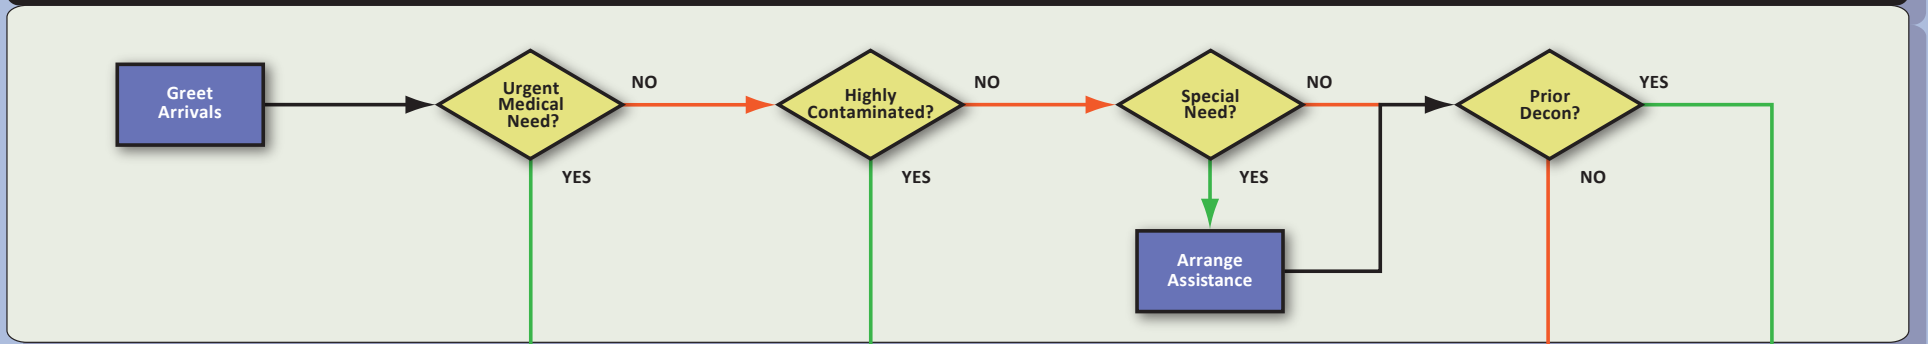 Greet
Arrivals
Urgent
Medical
Need?
NO
YES
Highly
Contaminated?
NO
YES
Special
Need?
NO
YES
Arrange
Assistance
Prior
Decon?
YES
NO